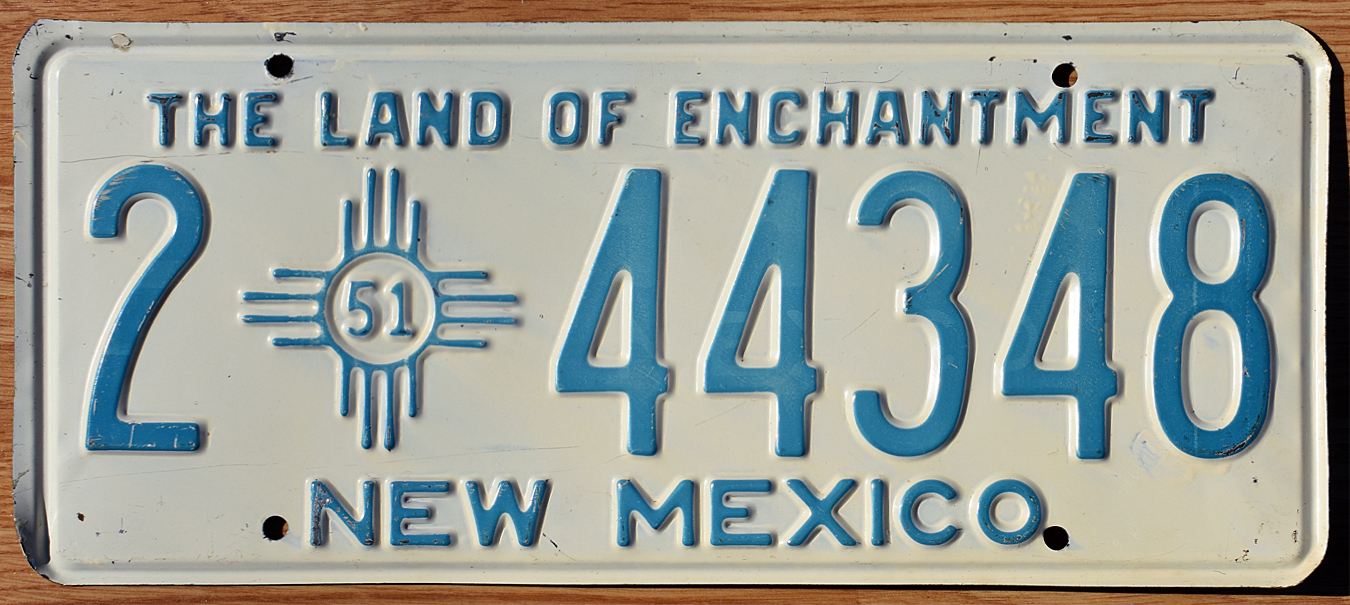 THE LAND OF ENCHANTMENT
2 51 44348
NEW MEXICO